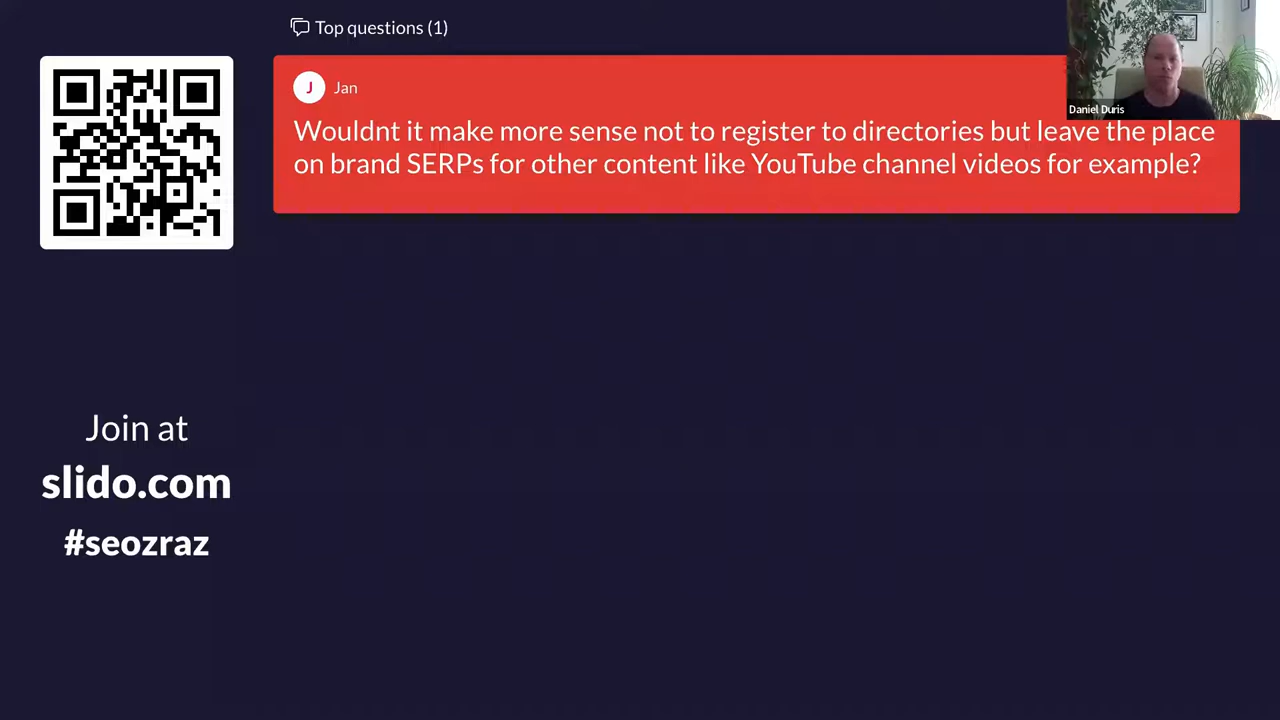 Top questions (1)
J Jan
Daniel Duris
Wouldnt it make more sense not to register to directories but leave the place
on brand SERPs for other content like YouTube channel videos for example?
Join at
slido.com
#seozraz